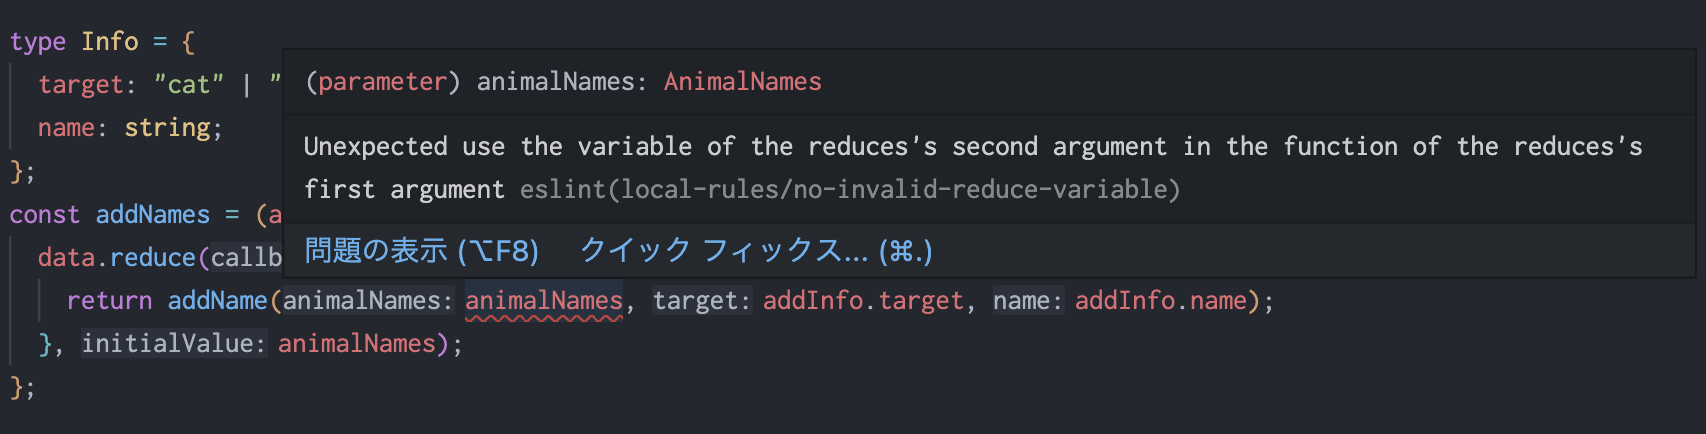 type Info = {
target: "cat" | "
(parameter) animalNames: AnimalNames
name: string;
Unexpected use the variable of the reduces's second argument in the function of the reduces's
};
first argument eslint(local-rules/no-invalid-reduce-variable)
const addNames = (a
data.reduce(callb
問題の表示 (⌥F8) クイック フィックス... (⌘.)
return addName(animalNames: animalNames, target: addInfo.target, name: addInfo.name);
}, initialValue: animalNames);
};